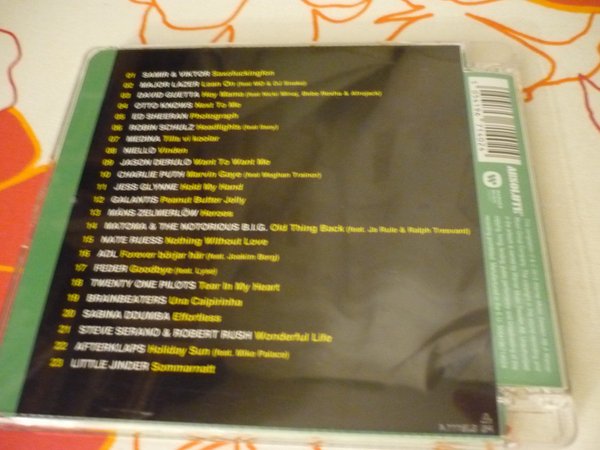 01 SAMIR & VIKTOR Saxofuckingfon
02 MAJOR LAZER Lean On (feat MØ & DJ Snake)
03 DAVID GUETTA Hey Mama (feat Nicki Minaj, Bebe Rexha & Afrojack)
04 OTTO KNOWS Next To Me
05 ED SHEERAN Photograph
06 ROBIN SCHULZ Headlights (feat Ilsey)
07 MEDINA Tills vi kooler
08 NIELLO Vinden
09 JASON DERULO Want To Want Me
10 CHARLIE PUTH Marvin Gaye (feat Meghan Trainor)
11 JESS GLYNNE Hold My Hand
12 GALANTIS Peanut Butter Jelly
13 MÅNS ZELMERLÖW Heroes
14 MATOMA & THE NOTORIOUS B.I.G. Old Thing Back (feat. Ja Rule & Ralph Tresvant)
15 NATE RUESS Nothing Without Love
16 ADL Forever börjar här (feat. Joakim Berg)
17 FEDER Goodbye (feat. Lyse)
18 TWENTY ONE PILOTS Tear In My Heart
19 BRAINBEATERS Una Caipirinha
20 SABINA DDUMBA Effortless
21 STEVE SERANO & ROBERT RUSH Wonderful Life
22 AFTERKLAPS Holiday Sun (feat. Mike Palace)
23 LITTLE JINDER Sommarnatt
ABSOLUTE